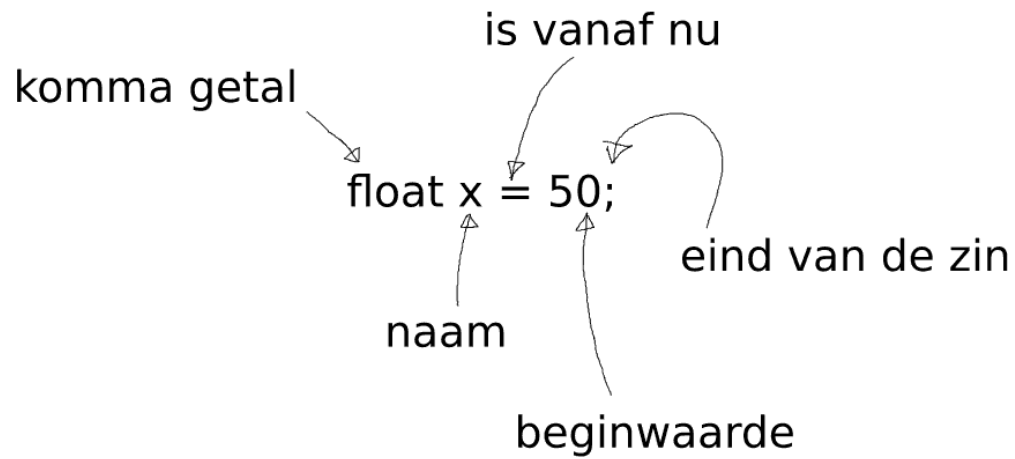 is vanaf nu
komma getal
float x = 50;
eind van de zin
naam
beginwaarde